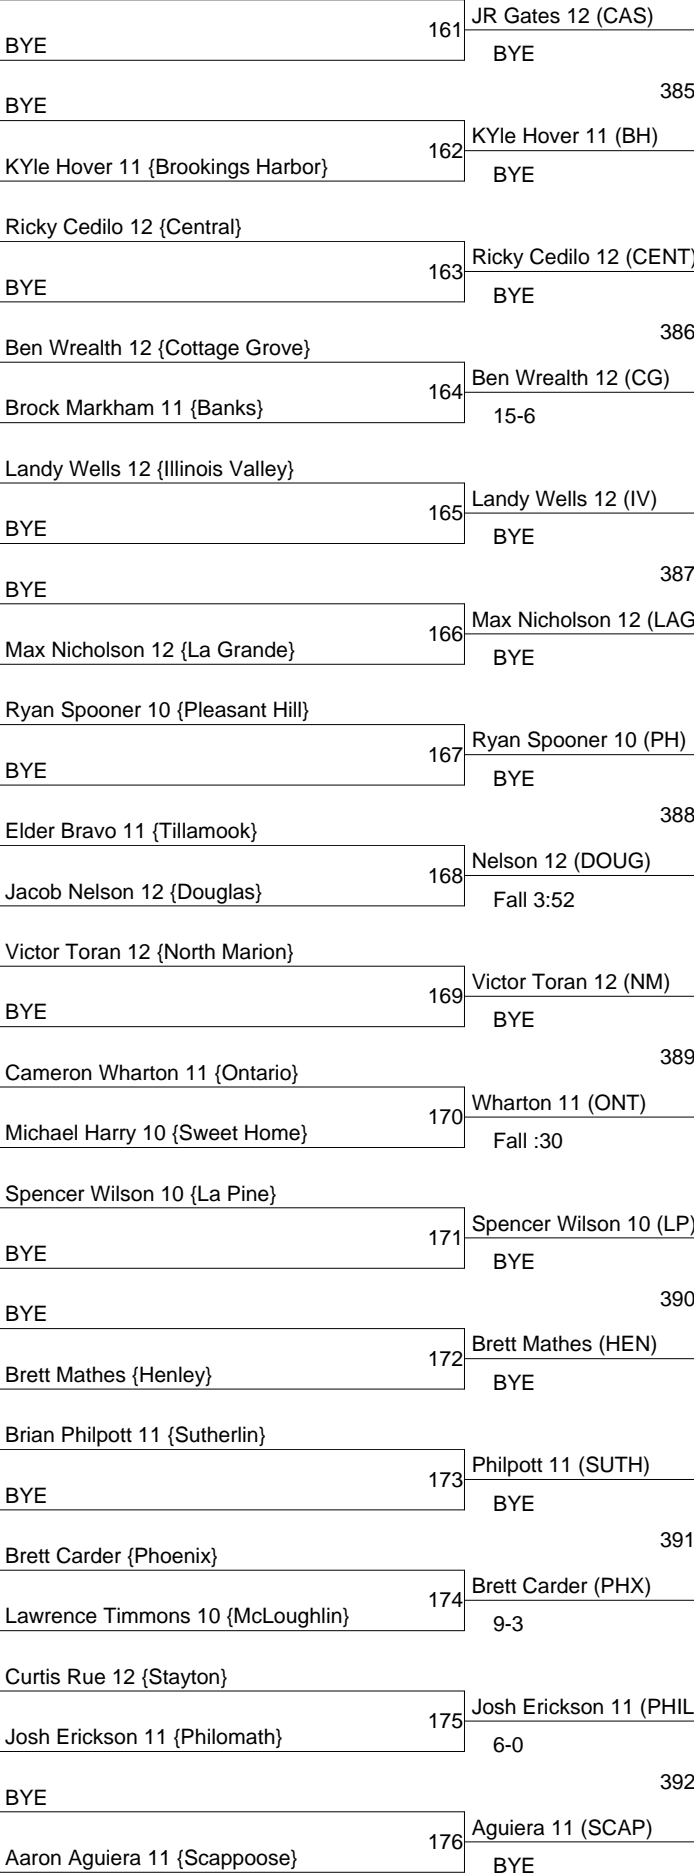 161
JR Gates 12 (CAS)
BYE
BYE
385
BYE
162
KYle Hover 11 (BH)
KYle Hover 11 {Brookings Harbor}
BYE
Ricky Cedilo 12 {Central}
163
Ricky Cedilo 12 (CENT)
BYE
BYE
386
Ben Wrealth 12 {Cottage Grove}
164
Ben Wrealth 12 (CG)
Brock Markham 11 {Banks}
15-6
Landy Wells 12 {Illinois Valley}
165
Landy Wells 12 (IV)
BYE
BYE
387
BYE
166
Max Nicholson 12 (LAG
Max Nicholson 12 {La Grande}
BYE
Ryan Spooner 10 {Pleasant Hill}
167
Ryan Spooner 10 (PH)
BYE
BYE
388
Elder Bravo 11 {Tillamook}
168
Nelson 12 (DOUG)
Jacob Nelson 12 {Douglas}
Fall 3:52
Victor Toran 12 {North Marion}
169
Victor Toran 12 (NM)
BYE
BYE
389
Cameron Wharton 11 {Ontario}
170
Wharton 11 (ONT)
Michael Harry 10 {Sweet Home}
Fall :30
Spencer Wilson 10 {La Pine}
171
Spencer Wilson 10 (LP)
BYE
BYE
390
BYE
172
Brett Mathes (HEN)
Brett Mathes {Henley}
BYE
Brian Philpott 11 {Sutherlin}
173
Philpott 11 (SUTH)
BYE
BYE
391
Brett Carder {Phoenix}
174
Brett Carder (PHX)
Lawrence Timmons 10 {McLoughlin}
9-3
Curtis Rue 12 {Stayton}
175
Josh Erickson 11 (PHIL
Josh Erickson 11 {Philomath}
6-0
392
BYE
176
Aguiera 11 (SCAP)
Aaron Aguiera 11 {Scappoose}
BYE